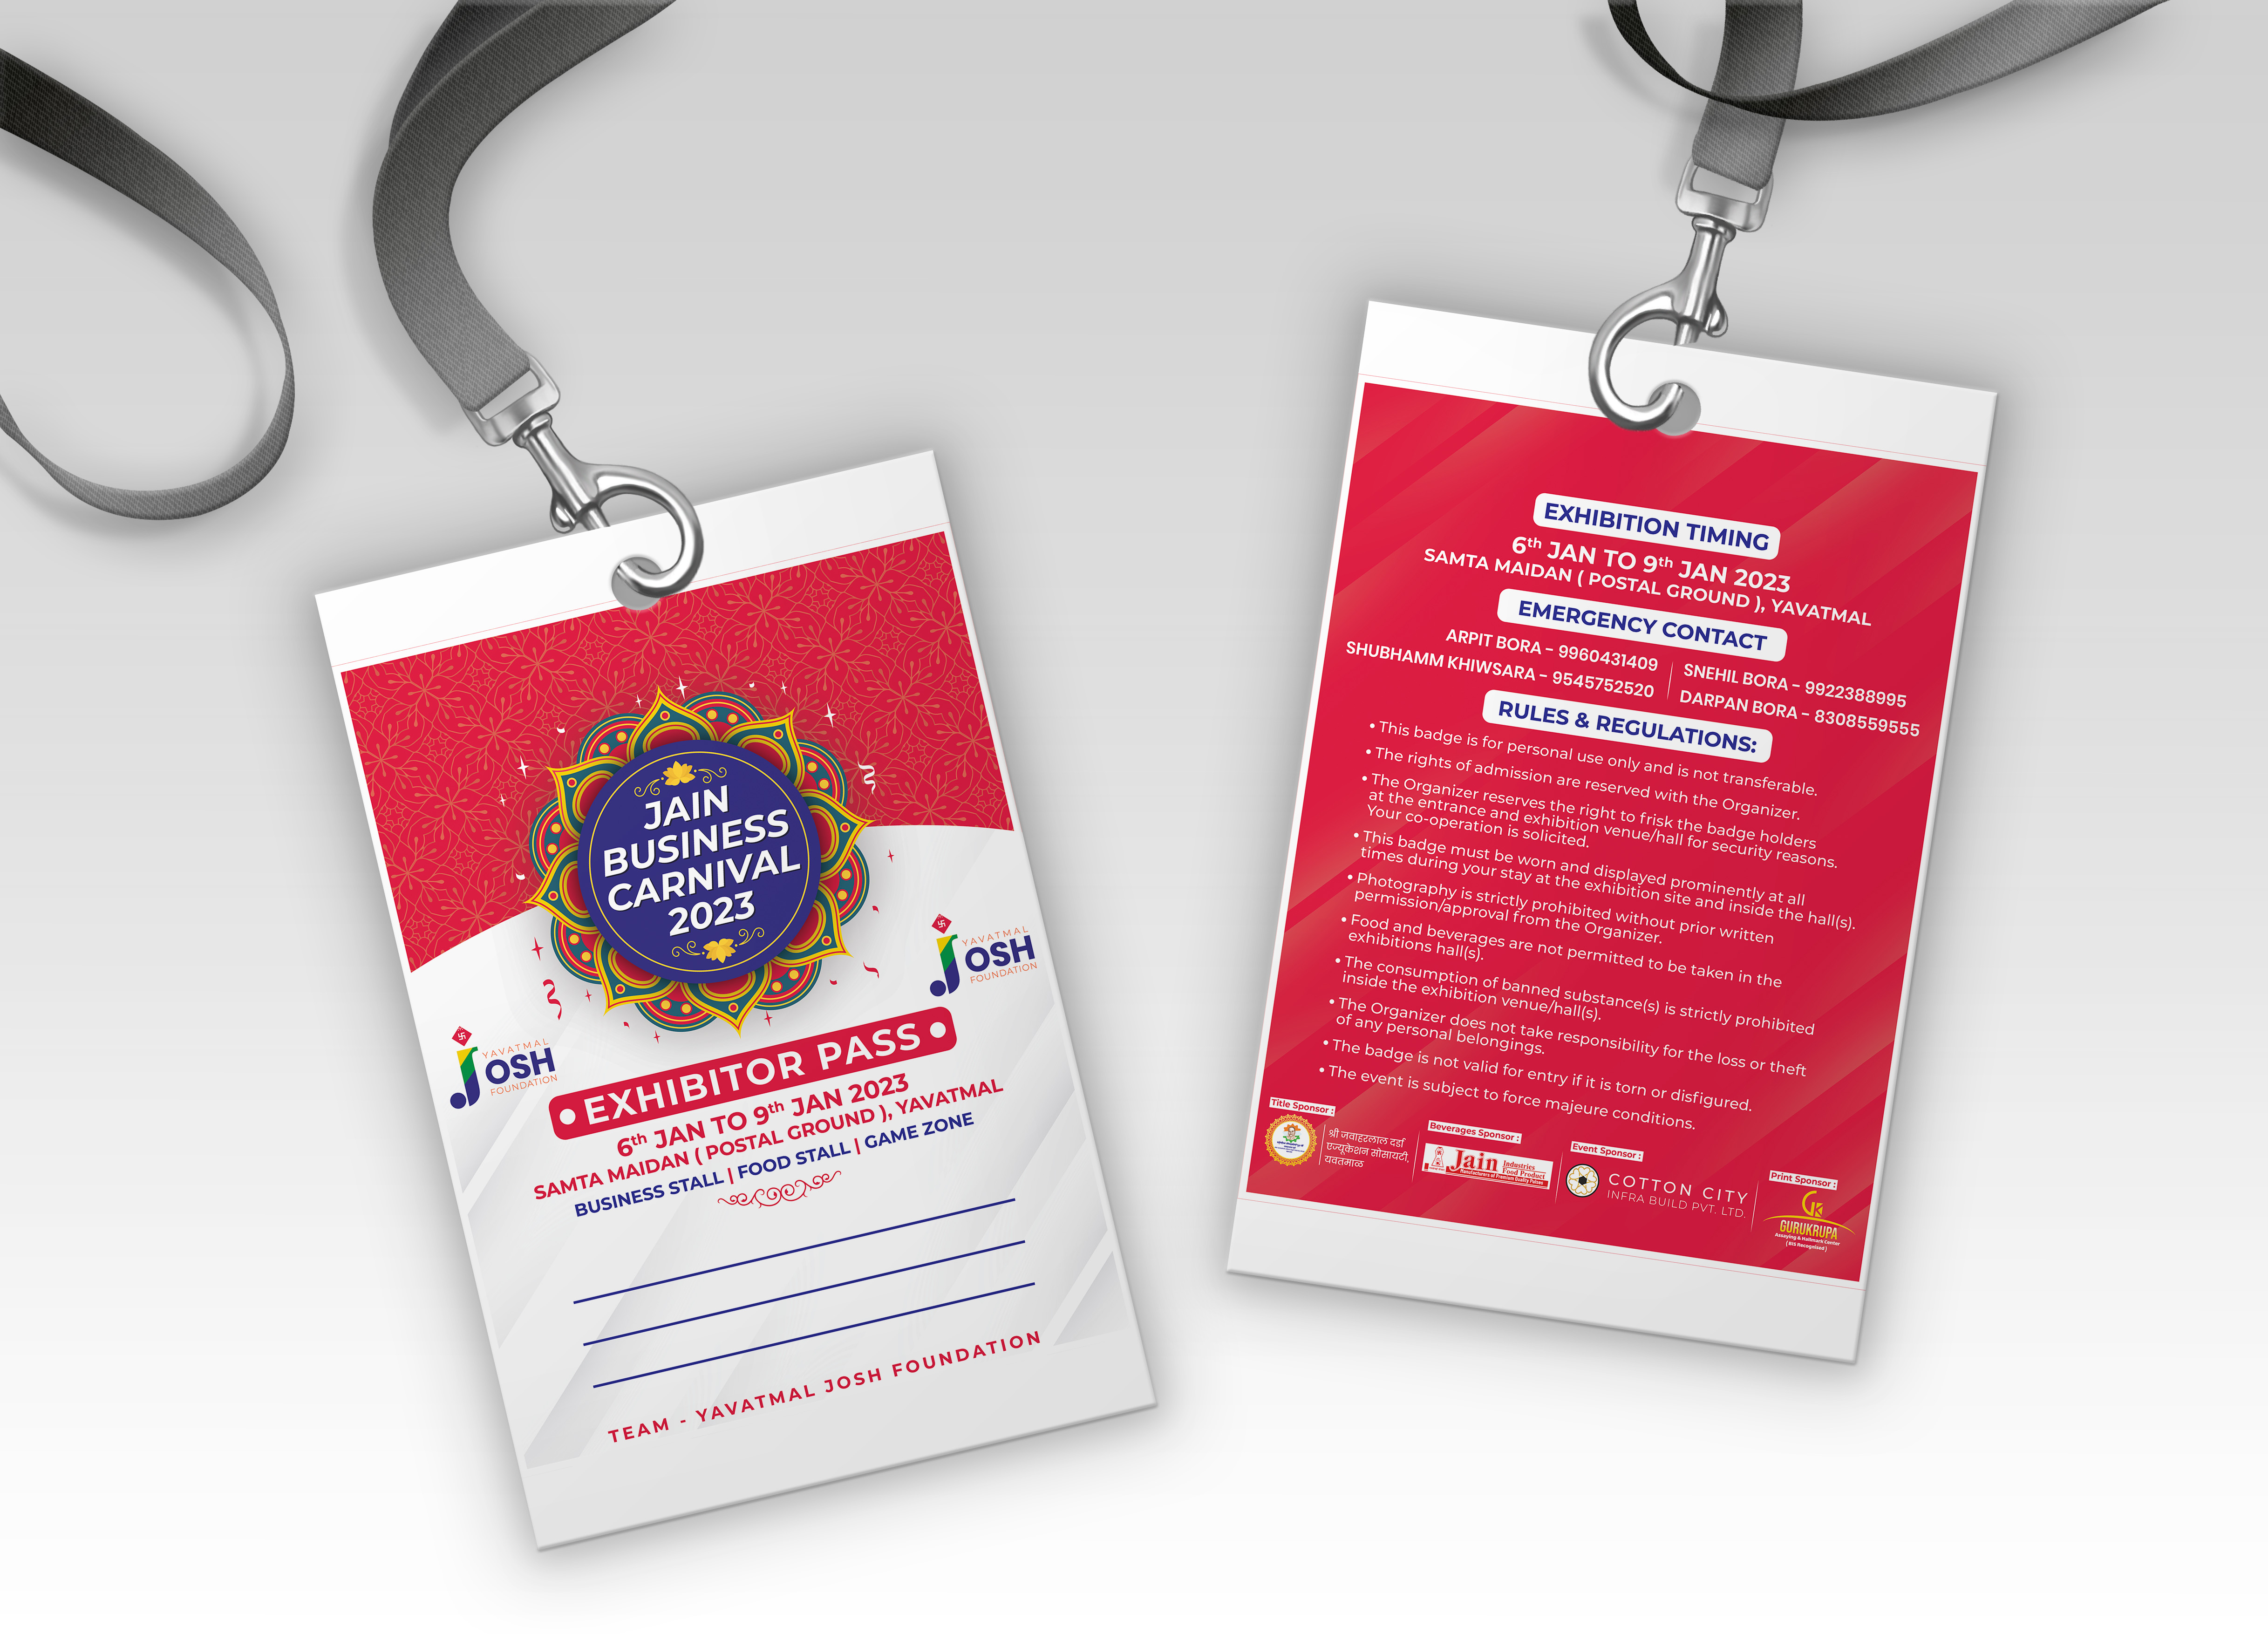 JAIN
BUSINESS
CARNIVAL
2023
YAVATMAL
JOSH
FOUNDATION
YAVATMAL
JOSH
FOUNDATION
• EXHIBITOR PASS •
6th JAN TO 9th JAN 2023
SAMTA MAIDAN ( POSTAL GROUND ), YAVATMAL
BUSINESS STALL | FOOD STALL | GAME ZONE
TEAM - YAVATMAL JOSH FOUNDATION
EXHIBITION TIMING
6th JAN TO 9th JAN 2023
SAMTA MAIDAN ( POSTAL GROUND ), YAVATMAL
EMERGENCY CONTACT
ARPIT BORA - 9960431409
SHUBHAMM KHIWSARA - 9545752520
SNEHIL BORA - 9922388995
DARPAN BORA - 8308559555
RULES & REGULATIONS:
• This badge is for personal use only and is not transferable.
• The rights of admission are reserved with the Organizer.
• The Organizer reserves the right to frisk the badge holders
at the entrance and exhibition venue/hall for security reasons.
Your co-operation is solicited.
• This badge must be worn and displayed prominently at all
times during your stay at the exhibition site and inside the hall(s).
• Photography is strictly prohibited without prior written
permission/approval from the Organizer.
• Food and beverages are not permitted to be taken in the
exhibitions hall(s).
• The consumption of banned substance(s) is strictly prohibited
inside the exhibition venue/hall(s).
• The Organizer does not take responsibility for the loss or theft
of any personal belongings.
• The badge is not valid for entry if it is torn or disfigured.
• The event is subject to force majeure conditions.
Title Sponsor :
श्री जवाहरलाल दर्डा
एज्यूकेशन सोसायटी,
यवतमाळ
Beverages Sponsor :
Jain Industries
Food Product
Manufacturers of Premium Quality Pulses
Event Sponsor :
COTTON CITY
INFRA BUILD PVT. LTD.
Print Sponsor :
GK
GURUKRUPA
Assaying & Hallmark Center
( BIS Recognised )